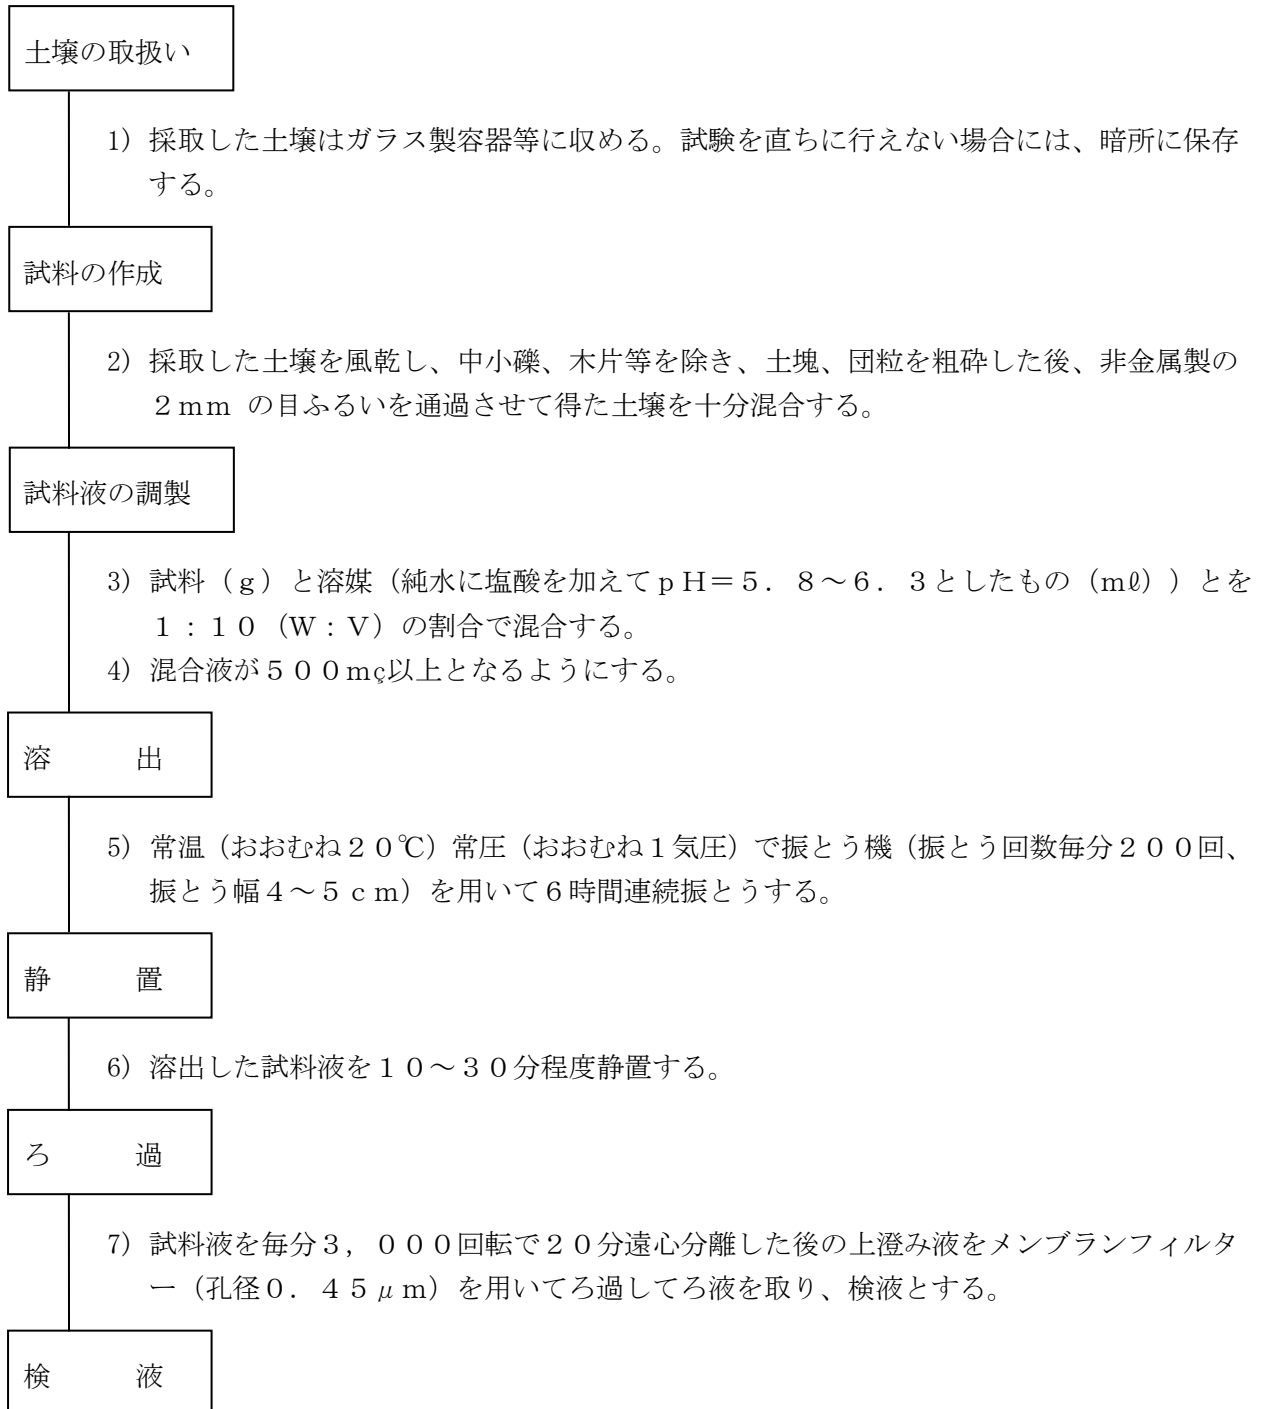 土壌の取扱い
1) 採取した土壌はガラス製容器等に収める。試験を直ちに行えない場合には、暗所に保存
する。
試料の作成
2) 採取した土壌を風乾し、中小礫、木片等を除き、土塊、団粒を粗砕した後、非金属製の
２mm の目ふるいを通過させて得た土壌を十分混合する。
試料液の調製
3) 試料（ｇ）と溶媒（純水に塩酸を加えてｐＨ＝５．８～６．３としたもの（mℓ））とを
１：１０（W：V）の割合で混合する。
4) 混合液が５００mç以上となるようにする。
溶　　　出
5) 常温（おおむね２０℃）常圧（おおむね１気圧）で振とう機（振とう回数毎分２００回、
振とう幅４～５ｃｍ）を用いて６時間連続振とうする。
静　　　置
6) 溶出した試料液を１０～３０分程度静置する。
ろ　　　過
7) 試料液を毎分３，０００回転で２０分遠心分離した後の上澄み液をメンブランフィルタ
ー（孔径０．４５μｍ）を用いてろ過してろ液を取り、検液とする。
検　　　液